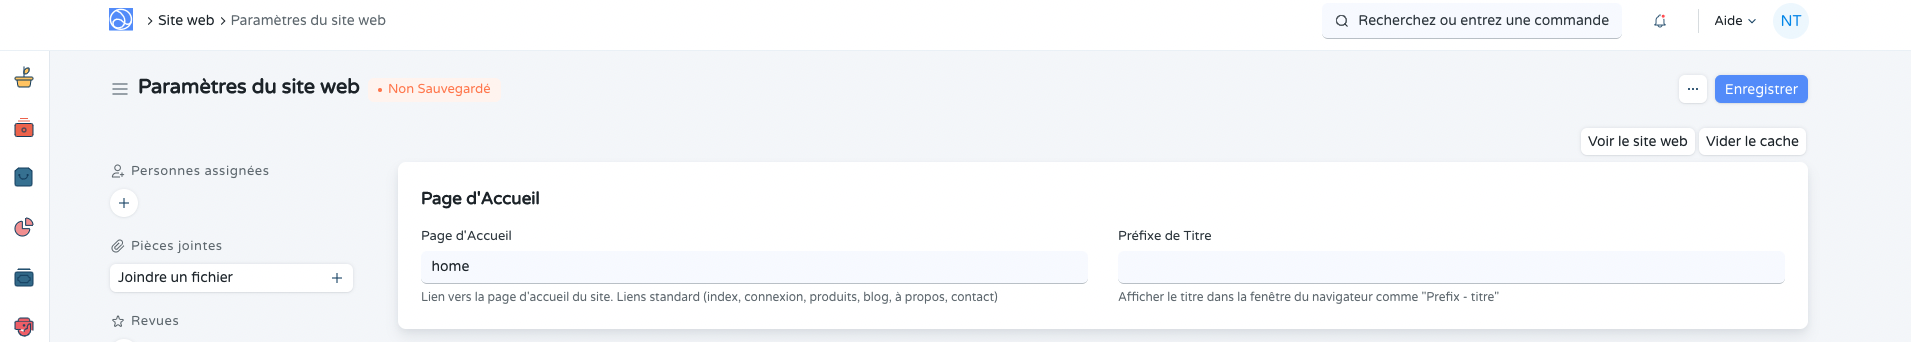 Site web Paramètres du site web
Recherchez ou entrez une commande
Aide
NT
Paramètres du site web
Non Sauvegardé
...
Enregistrer
Voir le site web
Vider le cache
Personnes assignées
Pièces jointes
Joindre un fichier
Revues
Page d'Accueil
Page d'Accueil
home
Lien vers la page d'accueil du site. Liens standard (index, connexion, produits, blog, à propos, contact)
Préfixe de Titre
Afficher le titre dans la fenêtre du navigateur comme "Prefix - titre"